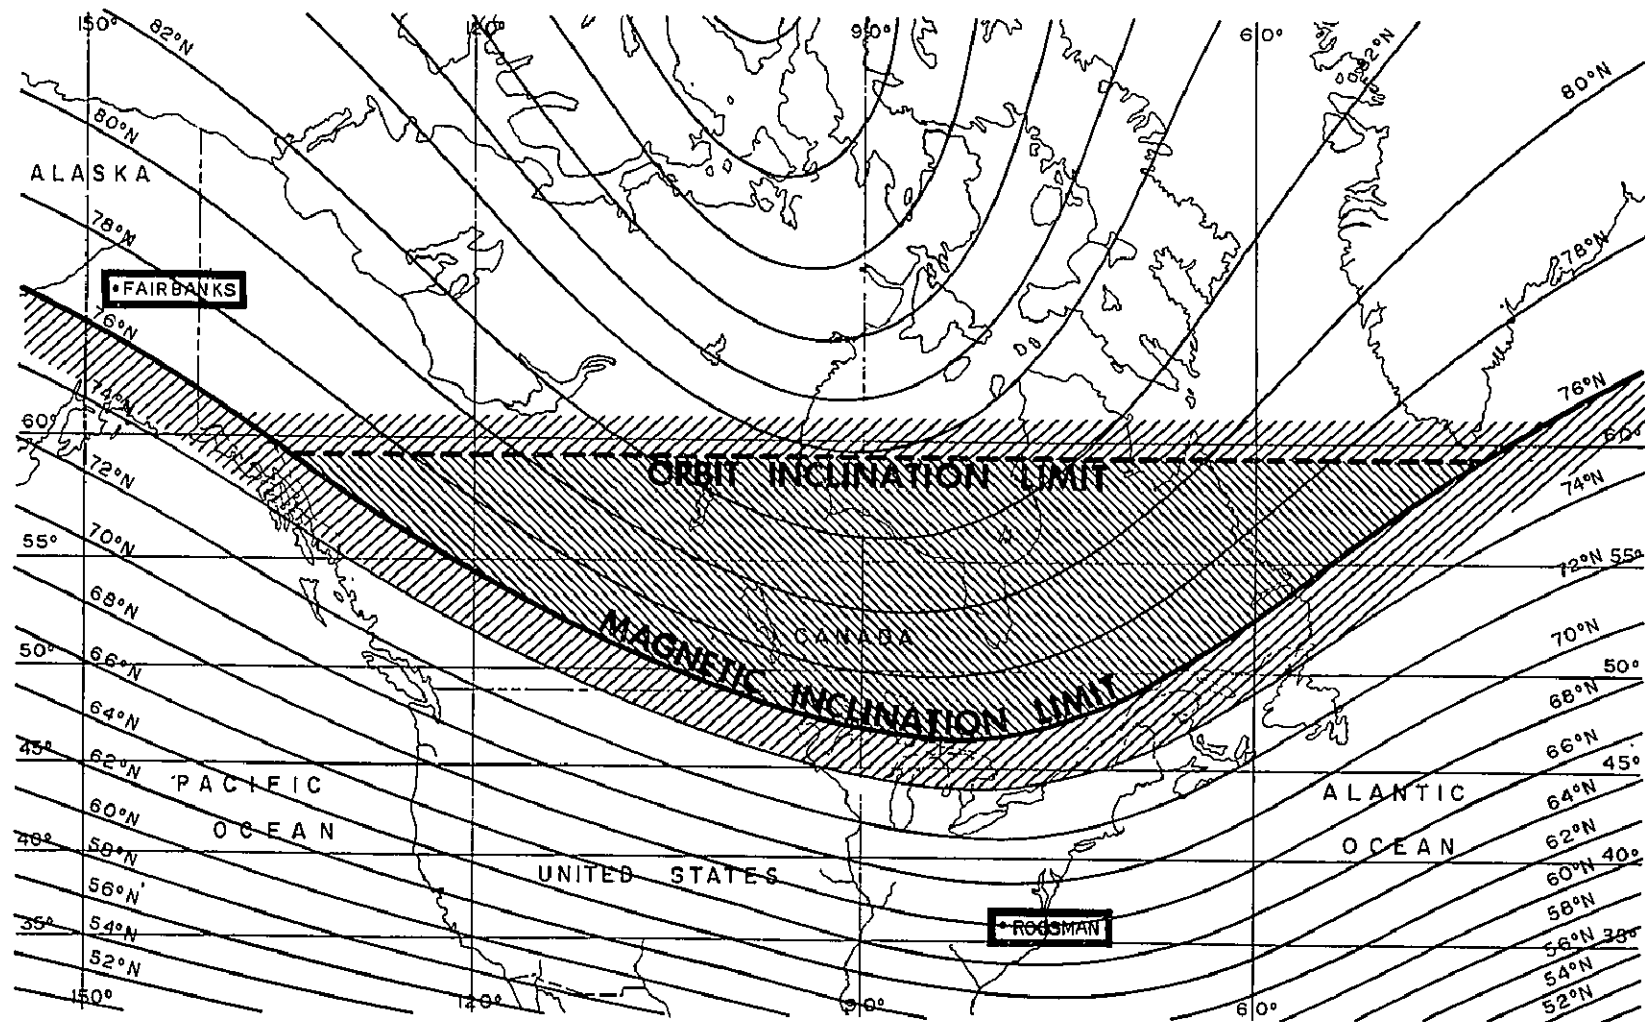 150° 120° 90° 60°
82°N 82°N
80°N 80°N
ALASKA
78°N 78°N
• FAIRBANKS
76°N 76°N
74°N
60° 60°
ORBIT INCLINATION LIMIT
72°N 74°N
70°N
55° 72°N 55°
68°N
MAGNETIC INCLINATION LIMIT
CANADA
70°N
50° 50°
66°N
68°N
64°N
66°N
45° 45°
62°N
PACIFIC
OCEAN
ALANTIC
OCEAN
64°N
60°N
62°N
40° 40°
58°N
UNITED STATES
60°N
56°N
58°N
• ROSSMAN
35° 35°
54°N
56°N
52°N
54°N
52°N
150° 120° 90° 60°